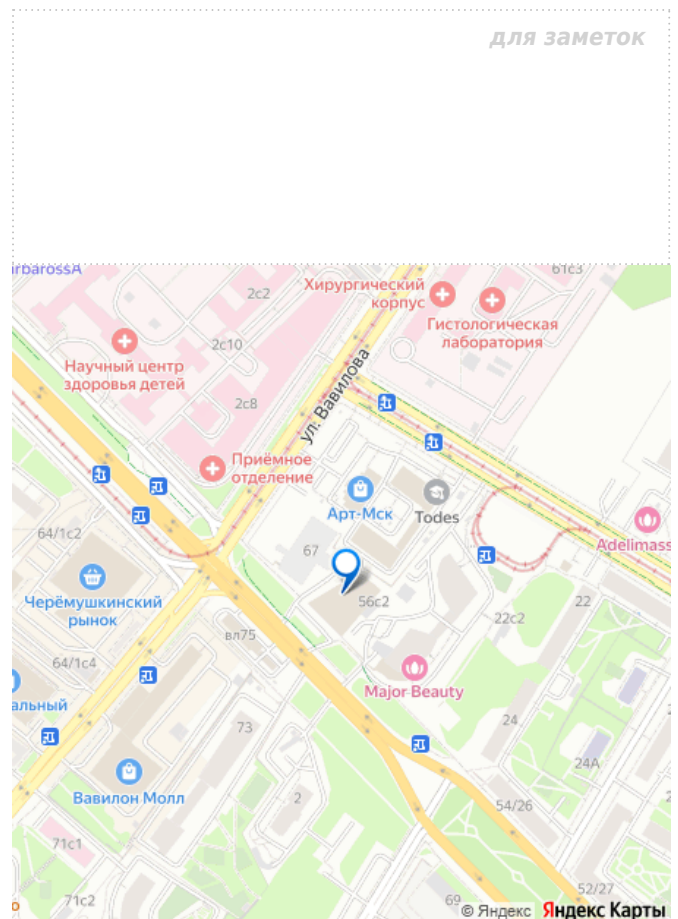 для заметок
arbarossA
61с3
2с2
Хирургический
корпус
Гистологическая
лаборатория
2с10
Научный центр
здоровья детей
ул. Вавилова
2с8
Приёмное
отделение
Арт-Мск
Todes
64/1с2
Adelimass
67
Черёмушкинский
рынок
56с2
22
22с2
вл75
64/1с4
Major Beauty
альный
73
24
24А
Вавилон Молл
2
54/26
71с1
52/27
71с2
69
© Яндекс Яндекс Карты